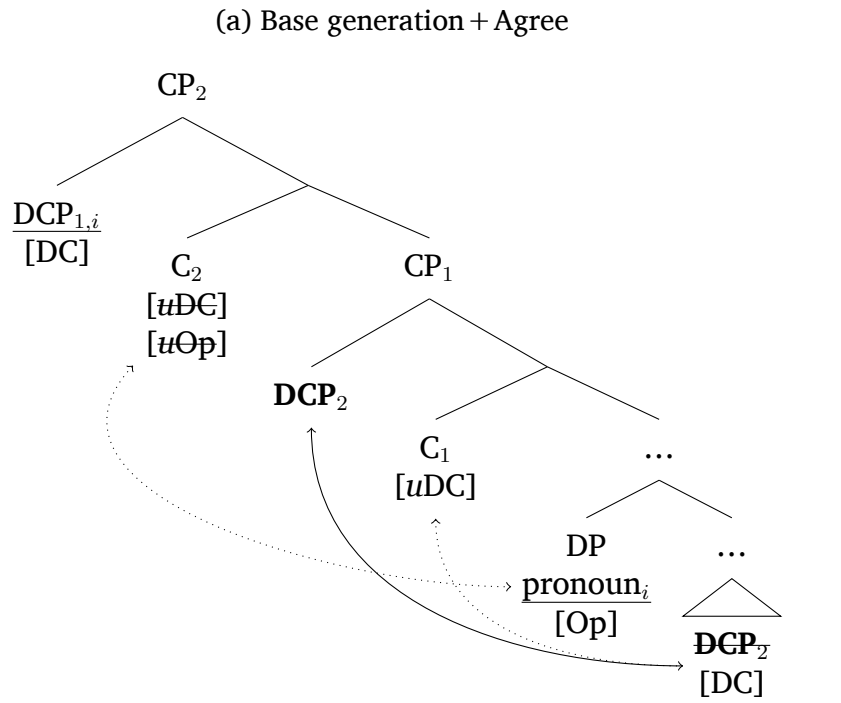 (a) Base generation + Agree
CP₂
DCP₁,ᵢ
[DC]
C₂
[uDC]
[uOp]
CP₁
DCP₂
C₁
[uDC]
...
DP
pronounᵢ
[Op]
...
DCP₂
[DC]